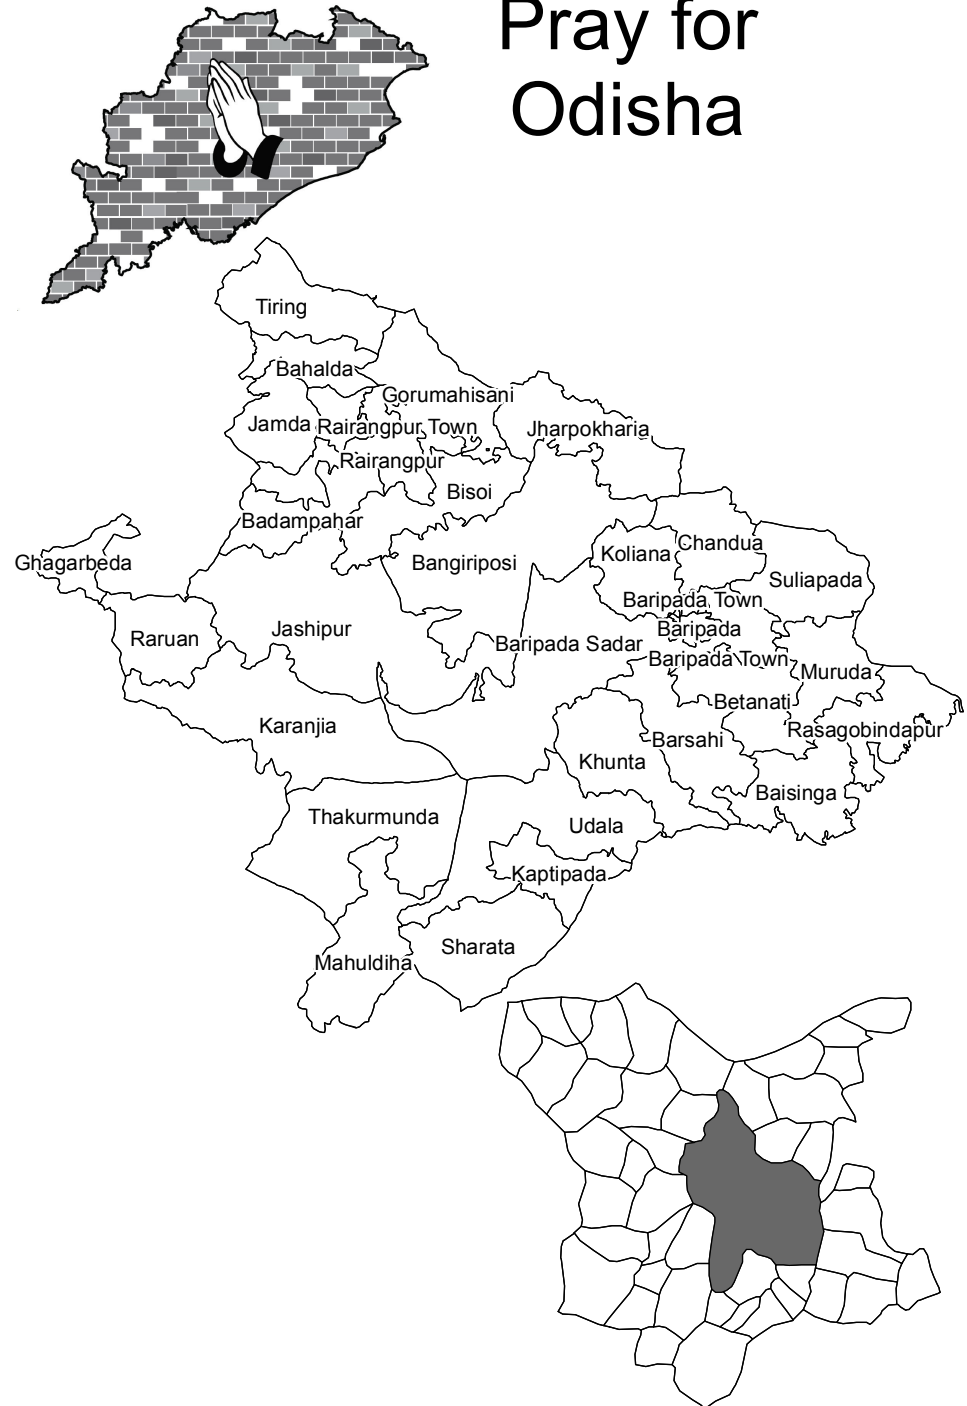 Pray for
Odisha
Tiring
Bahalda
Gorumahisani
Jamda
Rairangpur Town
Jharpokharia
Rairangpur
Bisoi
Badampahar
Ghagarbeda
Bangiriposi
Koliana
Chandua
Suliapada
Baripada Town
Raruan
Jashipur
Baripada Sadar
Baripada
Baripada Town
Muruda
Betanati
Karanjia
Barsahi
Rasagobindapur
Khunta
Baisinga
Thakurmunda
Udala
Kaptipada
Sharata
Mahuldiha